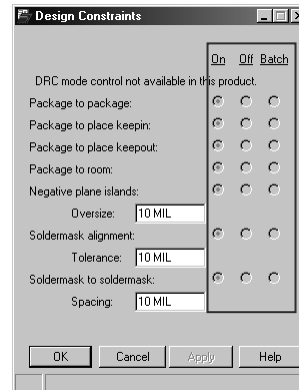 Design Constraints
On Off Batch
DRC mode control not available in this product.
Package to package:
Package to place keepin:
Package to place keepout:
Package to room:
Negative plane islands:
Oversize: 10 MIL
Soldermask alignment:
Tolerance: 10 MIL
Soldermask to soldermask:
Spacing: 10 MIL
OK Cancel Apply Help